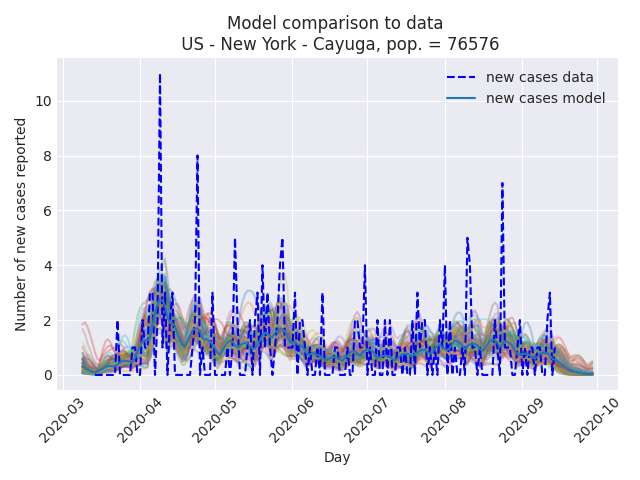 Model comparison to data
US - New York - Cayuga, pop. = 76576
new cases data
new cases model
Number of new cases reported
10
8
6
4
2
0
2020-03
2020-04
2020-05
2020-06
2020-07
2020-08
2020-09
2020-10
Day